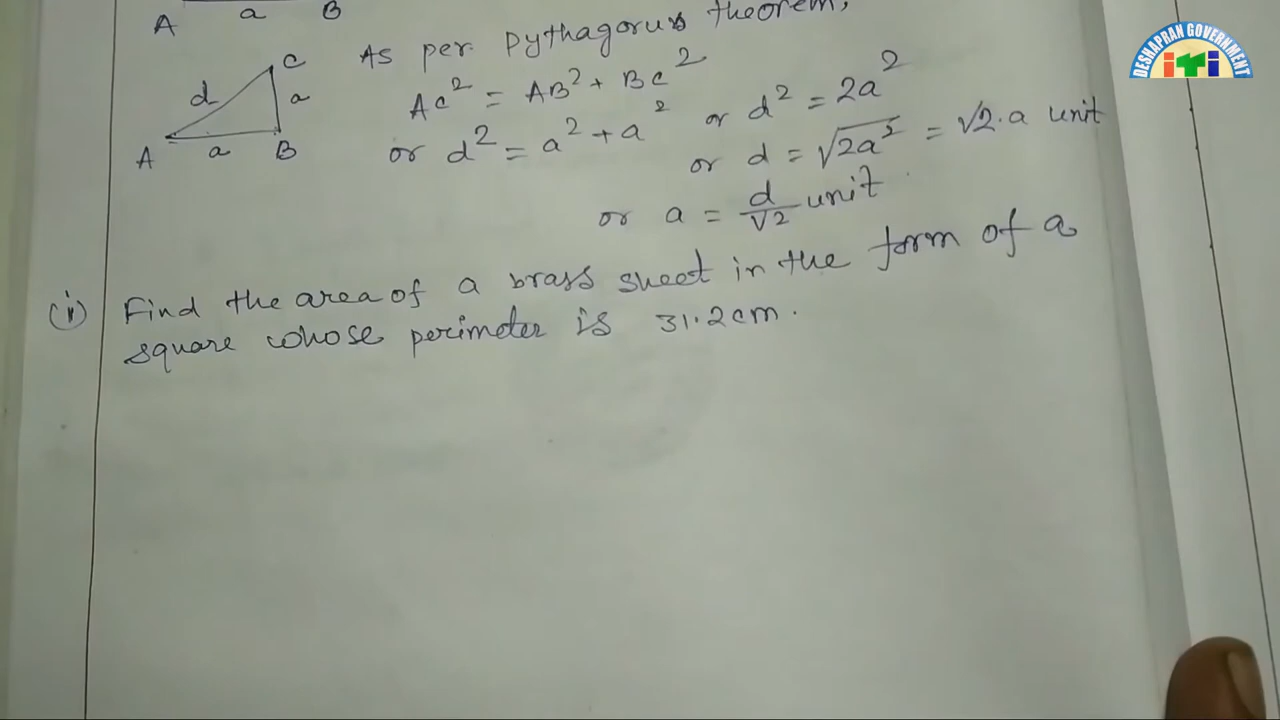 A a B
As per Pythagorus theorem,
C
d a
AC² = AB² + BC²
A a B
or d² = a² + a² or d² = 2a²
or d = √2a² = √2.a unit
or a = d/√2 unit
(i) Find the area of a brass sheet in the form of a
square whose perimeter is 31.2cm.
DESHAPRAN GOVERNMENT
iTi